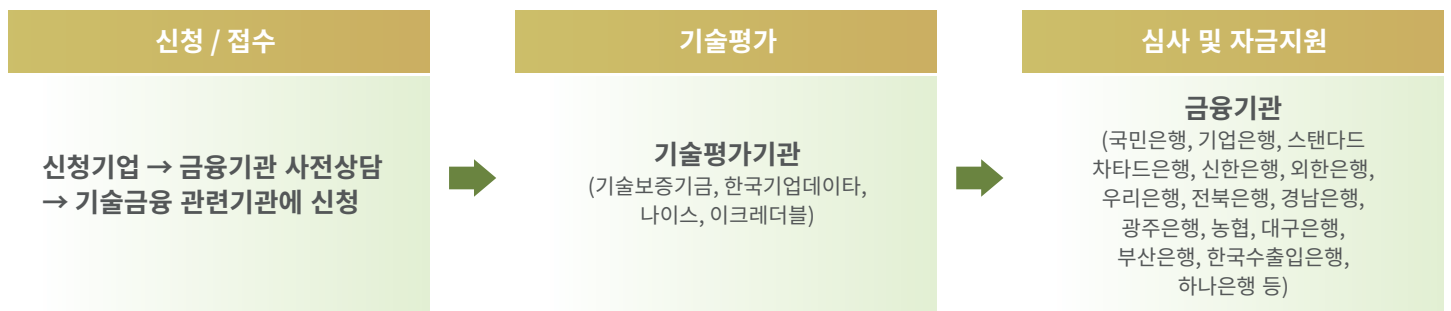 신청 / 접수
신청기업 → 금융기관 사전상담
→ 기술금융 관련기관에 신청
기술평가
기술평가기관
(기술보증기금, 한국기업데이타,
나이스, 이크레더블)
심사 및 자금지원
금융기관
(국민은행, 기업은행, 스탠다드
차타드은행, 신한은행, 외한은행,
우리은행, 전북은행, 경남은행,
광주은행, 농협, 대구은행,
부산은행, 한국수출입은행,
하나은행 등)